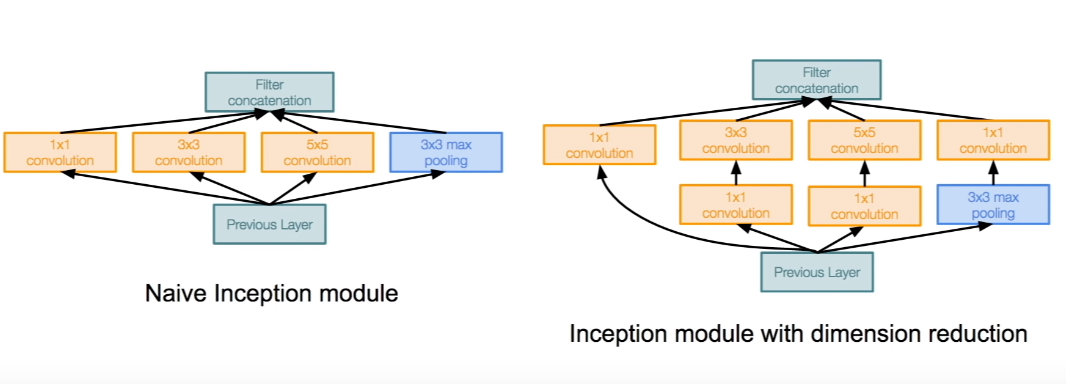 Filter
concatenation
1x1
convolution
3x3
convolution
5x5
convolution
3x3 max
pooling
Previous Layer
Naive Inception module
Filter
concatenation
1x1
convolution
3x3
convolution
5x5
convolution
1x1
convolution
1x1
convolution
1x1
convolution
3x3 max
pooling
Previous Layer
Inception module with dimension reduction